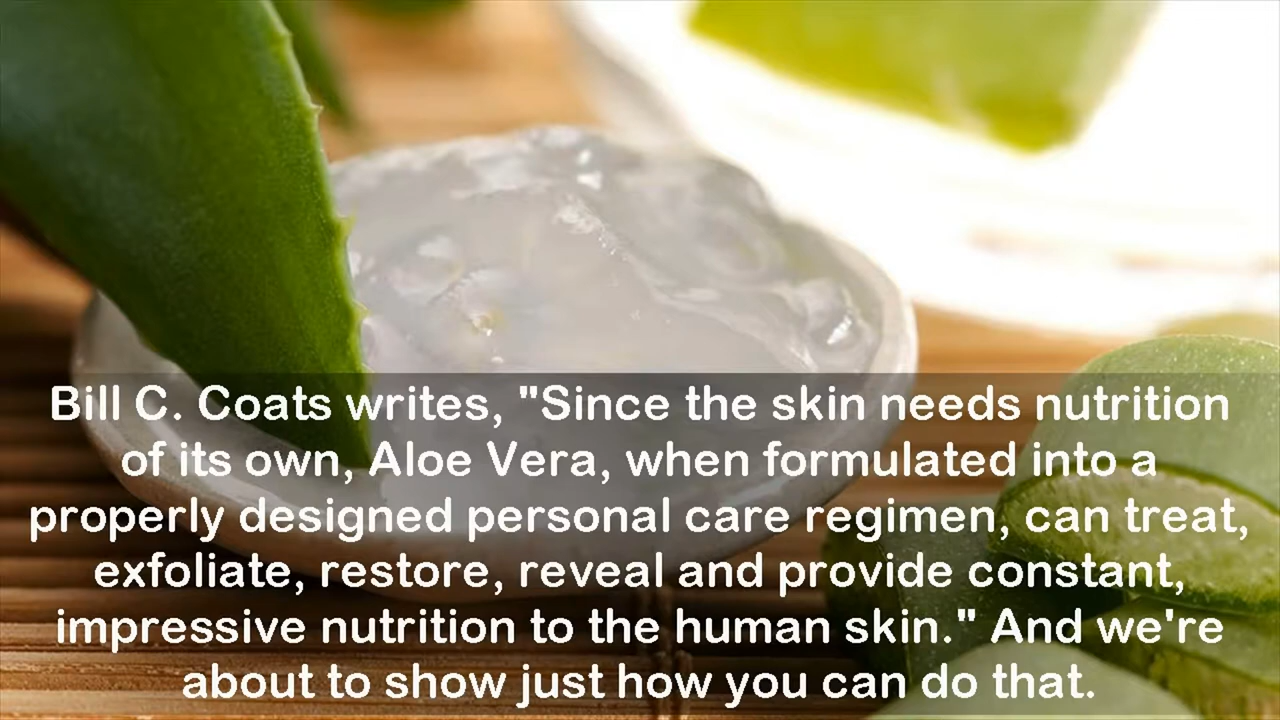 Bill C. Coats writes, "Since the skin needs nutrition
of its own, Aloe Vera, when formulated into a
properly designed personal care regimen, can treat,
exfoliate, restore, reveal and provide constant,
impressive nutrition to the human skin." And we're
about to show just how you can do that.